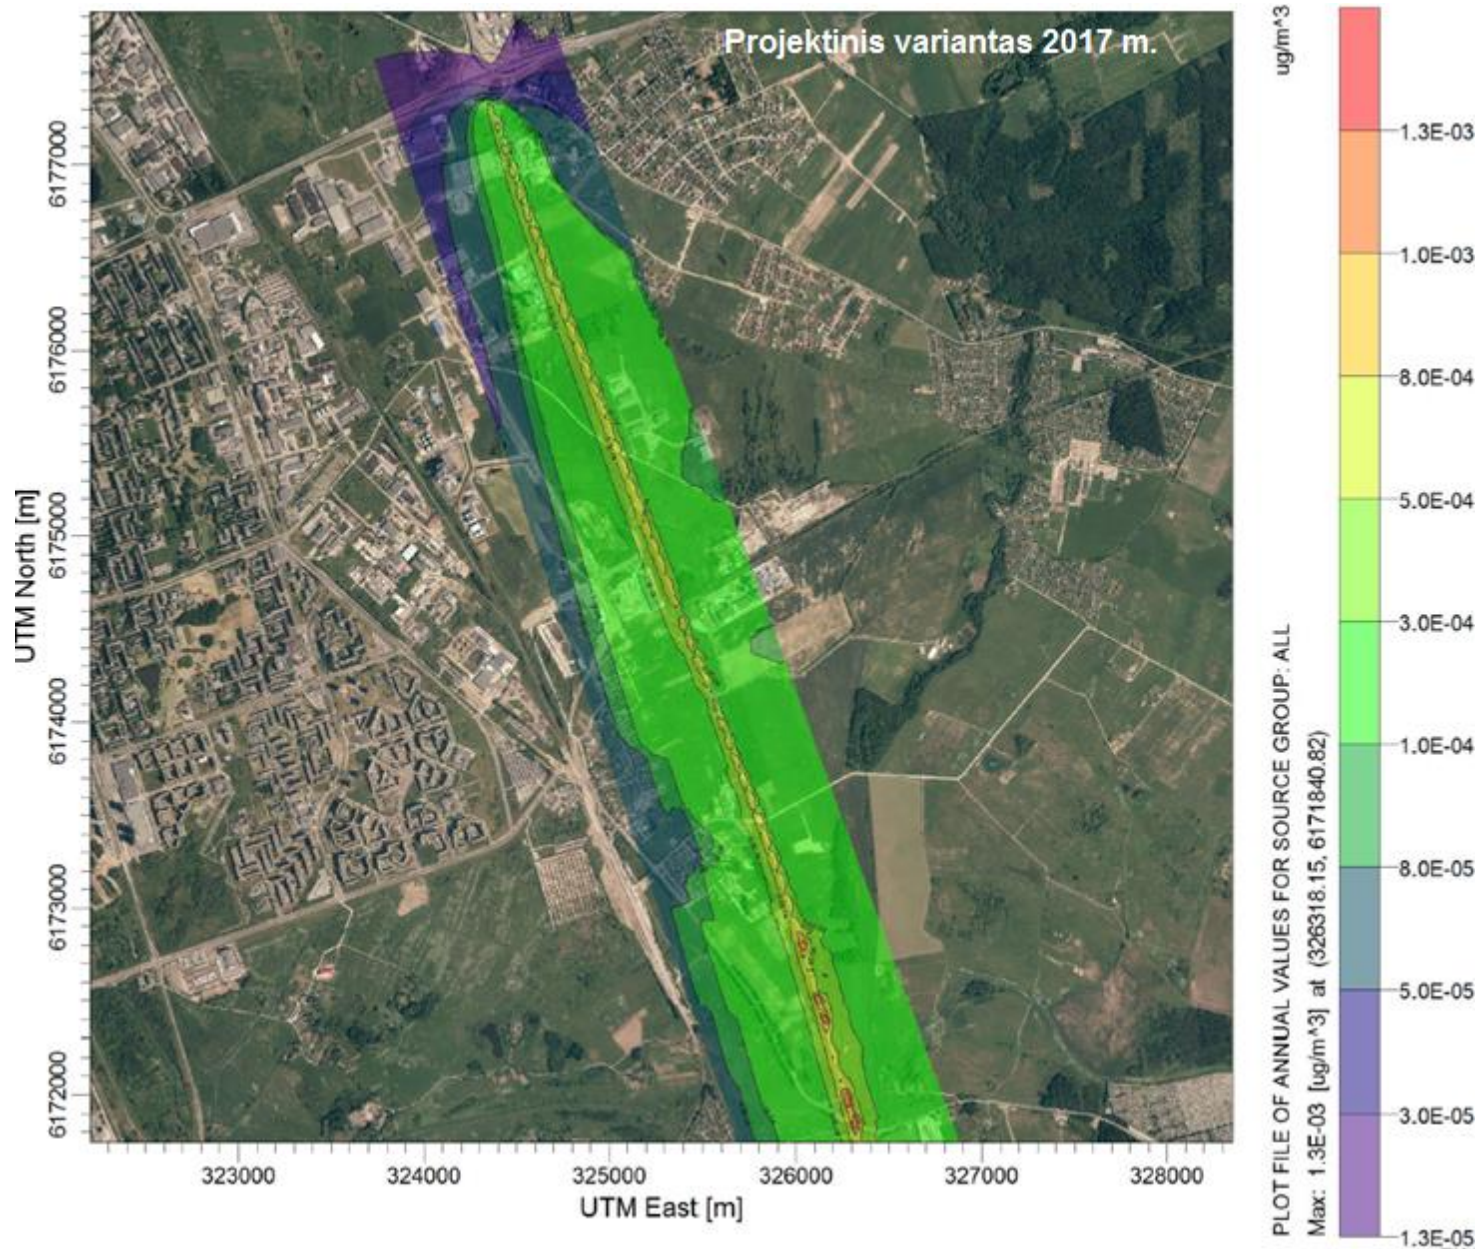 Projektinis variantas 2017 m.
UTM North [m]
6177000
6176000
6175000
6174000
6173000
6172000
323000
324000
325000
326000
327000
328000
UTM East [m]
PLOT FILE OF ANNUAL VALUES FOR SOURCE GROUP: ALL
Max: 1.3E-03 [ug/m^3] at (326318.15, 6171840.82)
ug/m^3
1.3E-03
1.0E-03
8.0E-04
5.0E-04
3.0E-04
1.0E-04
8.0E-05
5.0E-05
3.0E-05
1.3E-05